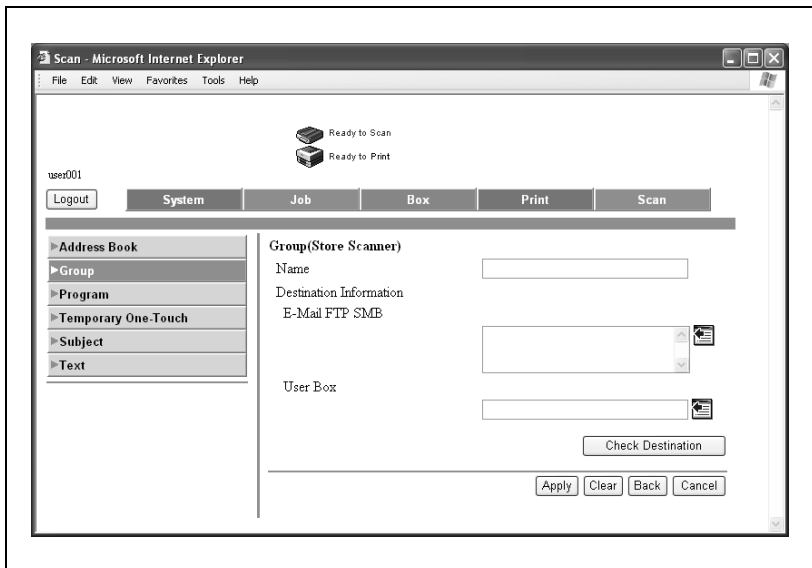 Scan - Microsoft Internet Explorer
File Edit View Favorites Tools Help
Ready to Scan
Ready to Print
user001
Logout System Job Box Print Scan
Address Book
Group
Program
Temporary One-Touch
Subject
Text
Group(Store Scanner)
Name
Destination Information
E-Mail FTP SMB
User Box
Check Destination
Apply Clear Back Cancel